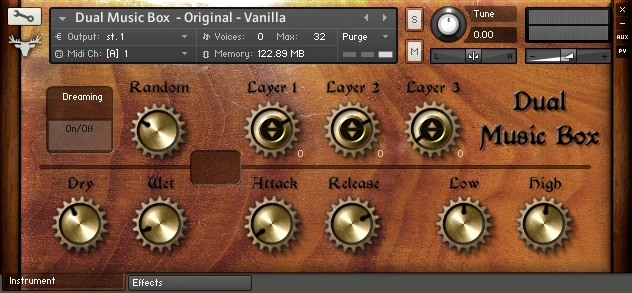 Dual Music Box - Original - Vanilla
Output: st. 1 Voices: 0 Max: 32 Purge
Midi Ch: [A] 1 Memory: 122.89 MB
S
M
Tune
0.00
L R
×
–
AUX
PV
Dreaming
On/Off
Random
Layer 1
Layer 2
Layer 3
0
0
0
Dual
Music Box
Dry
Wet
Attack
Release
Low
High
Instrument
Effects